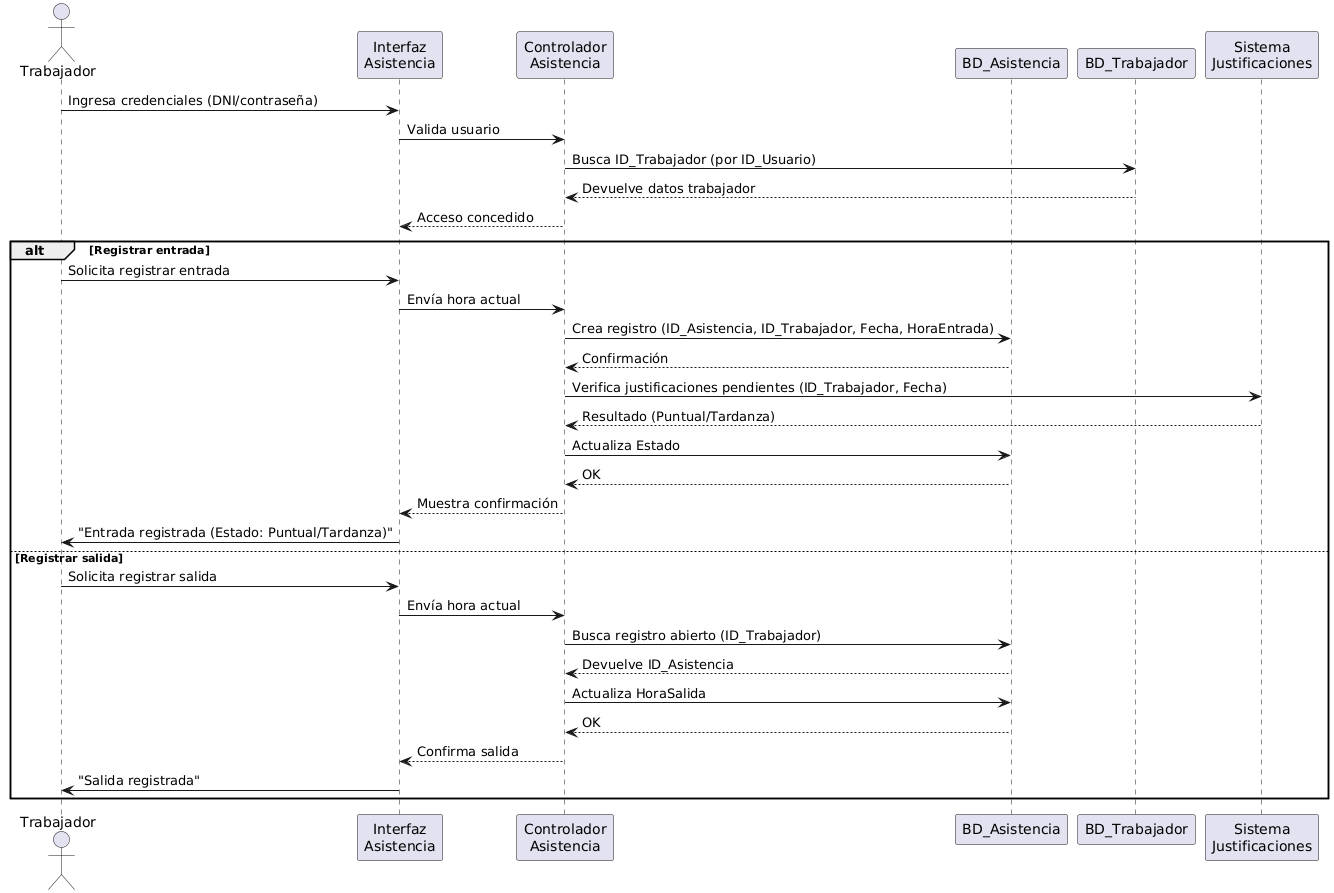 Trabajador
Interfaz
Asistencia
Controlador
Asistencia
BD_Asistencia
BD_Trabajador
Sistema
Justificaciones
Ingresa credenciales (DNI/contraseña)
Valida usuario
Busca ID_Trabajador (por ID_Usuario)
Devuelve datos trabajador
Acceso concedido
alt [Registrar entrada]
Solicita registrar entrada
Envía hora actual
Crea registro (ID_Asistencia, ID_Trabajador, Fecha, HoraEntrada)
Confirmación
Verifica justificaciones pendientes (ID_Trabajador, Fecha)
Resultado (Puntual/Tardanza)
Actualiza Estado
OK
Muestra confirmación
"Entrada registrada (Estado: Puntual/Tardanza)"
[Registrar salida]
Solicita registrar salida
Envía hora actual
Busca registro abierto (ID_Trabajador)
Devuelve ID_Asistencia
Actualiza HoraSalida
OK
Confirma salida
"Salida registrada"
Trabajador
Interfaz
Asistencia
Controlador
Asistencia
BD_Asistencia
BD_Trabajador
Sistema
Justificaciones